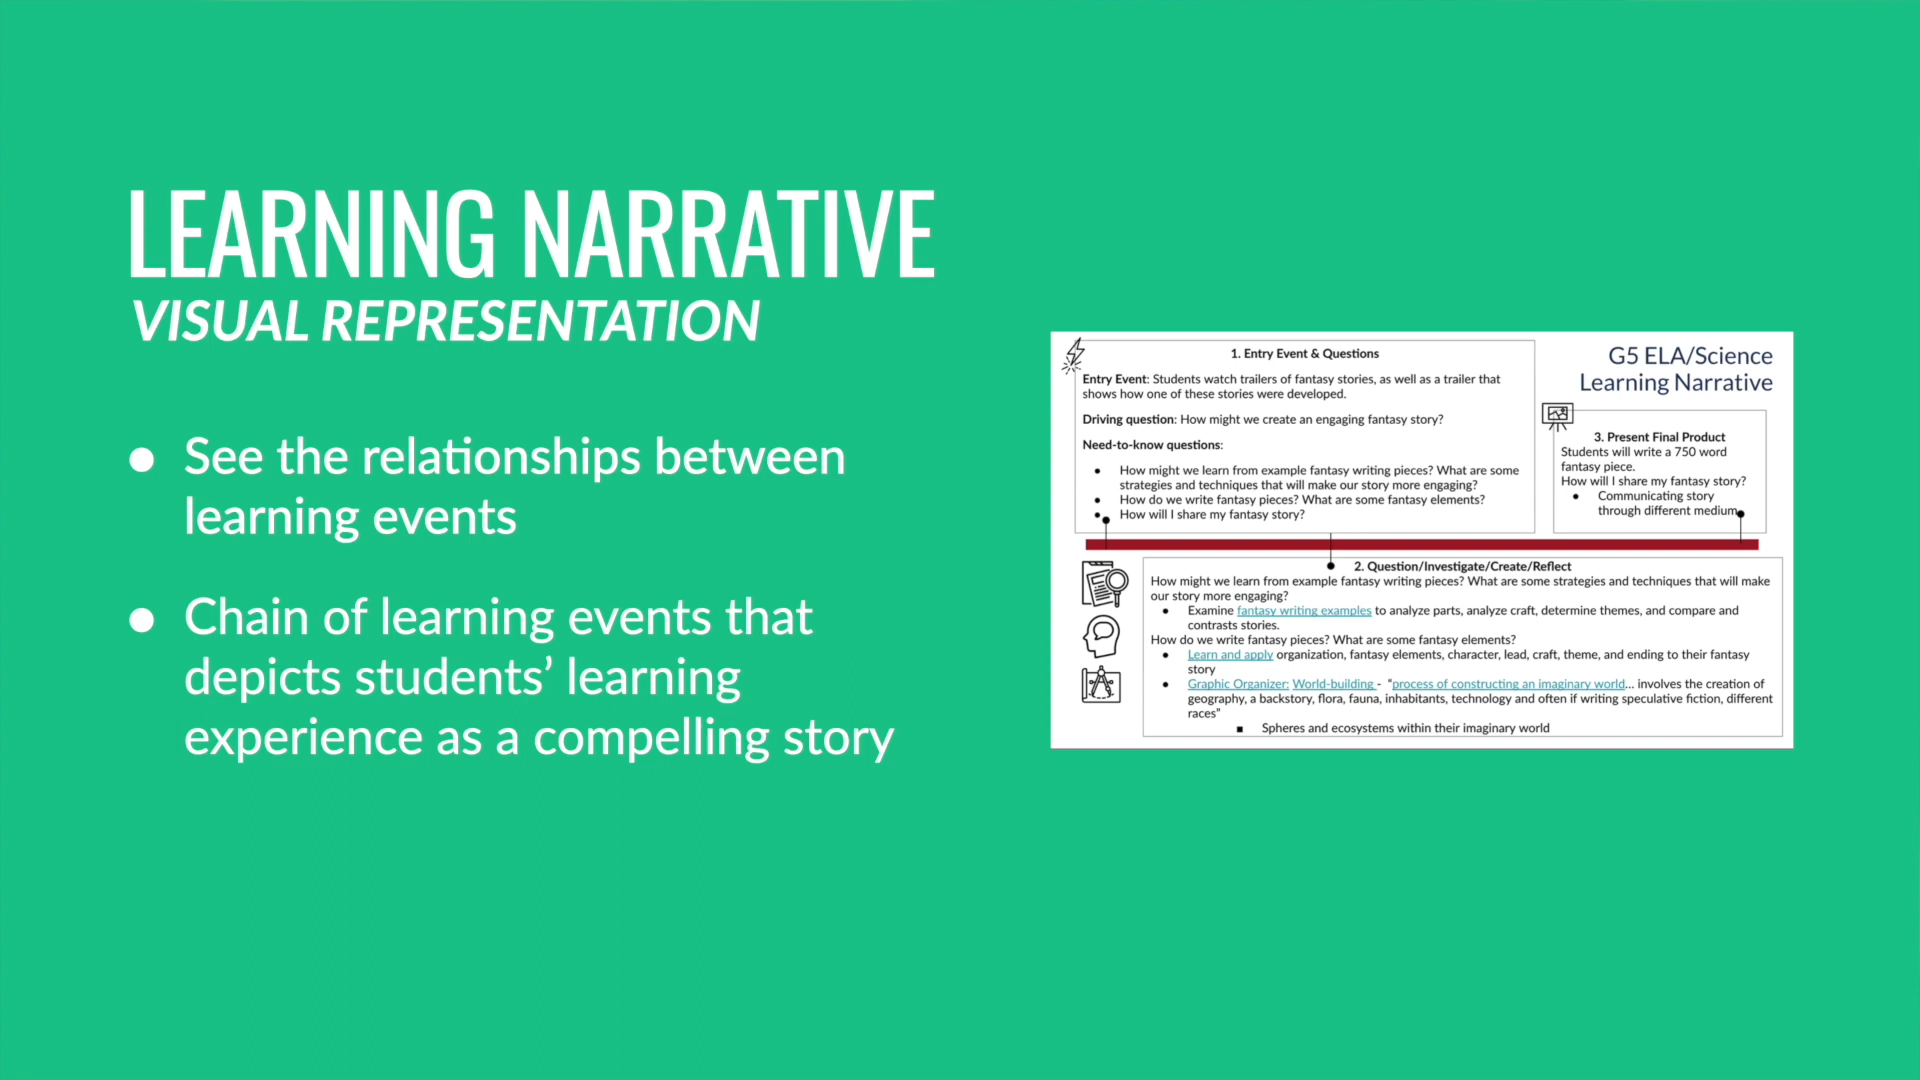 LEARNING NARRATIVE
VISUAL REPRESENTATION
● See the relationships between
learning events
● Chain of learning events that
depicts students’ learning
experience as a compelling story
G5 ELA/Science
Learning Narrative
1. Entry Event & Questions
Entry Event: Students watch trailers of fantasy stories, as well as a trailer that
shows how one of these stories were developed.
Driving question: How might we create an engaging fantasy story?
Need-to-know questions:
● How might we learn from example fantasy writing pieces? What are some
strategies and techniques that will make our story more engaging?
● How do we write fantasy pieces? What are some fantasy elements?
● How will I share my fantasy story?
3. Present Final Product
Students will write a 750 word
fantasy piece.
How will I share my fantasy story?
● Communicating story
through different medium
2. Question/Investigate/Create/Reflect
How might we learn from example fantasy writing pieces? What are some strategies and techniques that will make
our story more engaging?
● Examine fantasy writing examples to analyze parts, analyze craft, determine themes, and compare and
contrasts stories.
How do we write fantasy pieces? What are some fantasy elements?
● Learn and apply organization, fantasy elements, character, lead, craft, theme, and ending to their fantasy
story
● Graphic Organizer: World-building - “process of constructing an imaginary world... involves the creation of
geography, a backstory, flora, fauna, inhabitants, technology and often if writing speculative fiction, different
races”
■ Spheres and ecosystems within their imaginary world